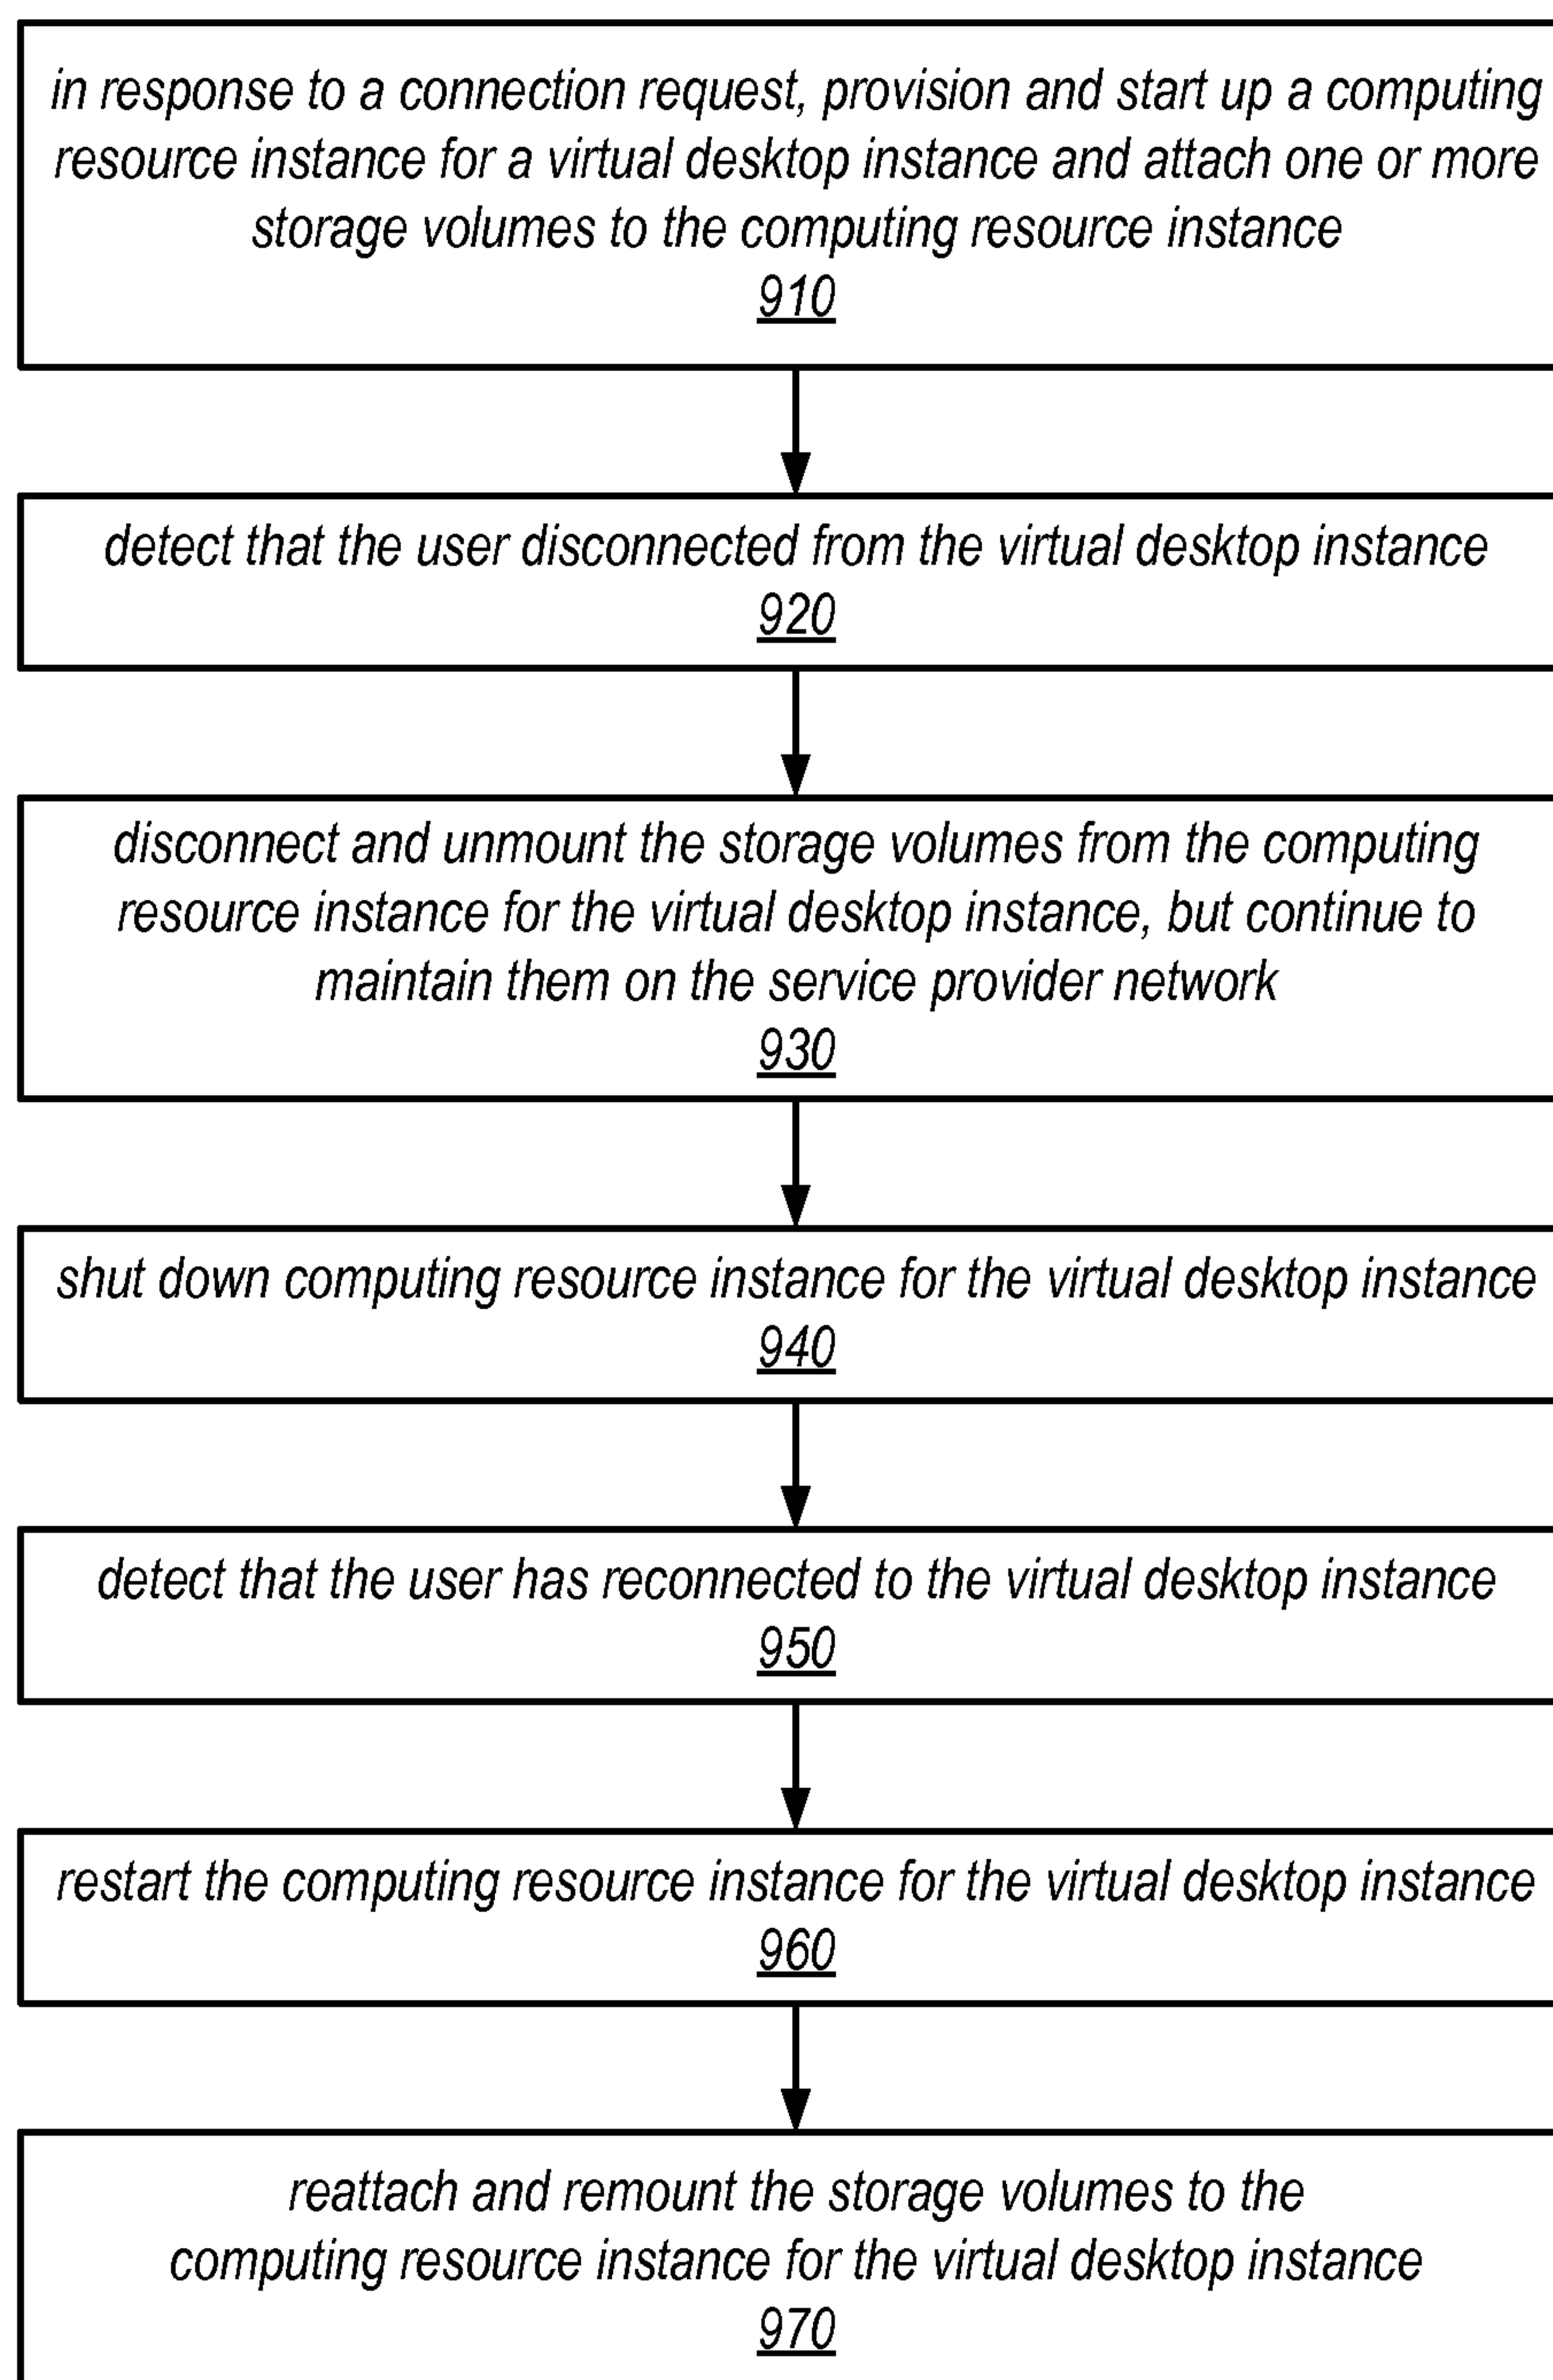 in response to a connection request, provision and start up a computing
resource instance for a virtual desktop instance and attach one or more
storage volumes to the computing resource instance
910
detect that the user disconnected from the virtual desktop instance
920
disconnect and unmount the storage volumes from the computing
resource instance for the virtual desktop instance, but continue to
maintain them on the service provider network
930
shut down computing resource instance for the virtual desktop instance
940
detect that the user has reconnected to the virtual desktop instance
950
restart the computing resource instance for the virtual desktop instance
960
reattach and remount the storage volumes to the
computing resource instance for the virtual desktop instance
970